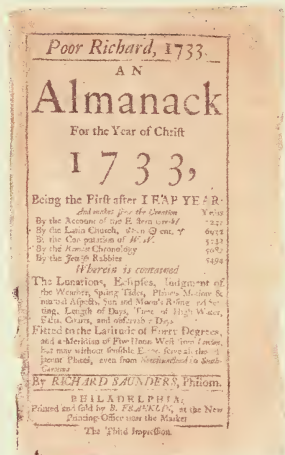 Poor Richard, 1733.
AN
Almanack
For the Year of Christ
1733,
Being the First after LEAP YEAR:
And makes since the Creation Years
By the Account of the Eastern
By the Latin Church, when ☉ ent. ♈ 6932
By the Computation of W.W.
By the Roman Chronology
By the Jewish Rabbies 5494
Wherein is contained
The Lunations, Eclipses, Judgment of
the Weather, Spring Tides, Planets Motions &
mutual Aspects, Sun and Moon's Rising and Set-
ting, Length of Days, Time of High Water,
Fairs, Courts, and observable Days
Fitted to the Latitude of Forty Degrees,
and a Meridian of Five Hours West from London,
but may without sensible Error, serve all the
Places, even from Newfoundland to South-
Carolina
By RICHARD SAUNDERS, Philom.
PHILADELPHIA:
Printed and sold by B. FRANKLIN, at the New
Printing-Office near the Market
The Third Impression.